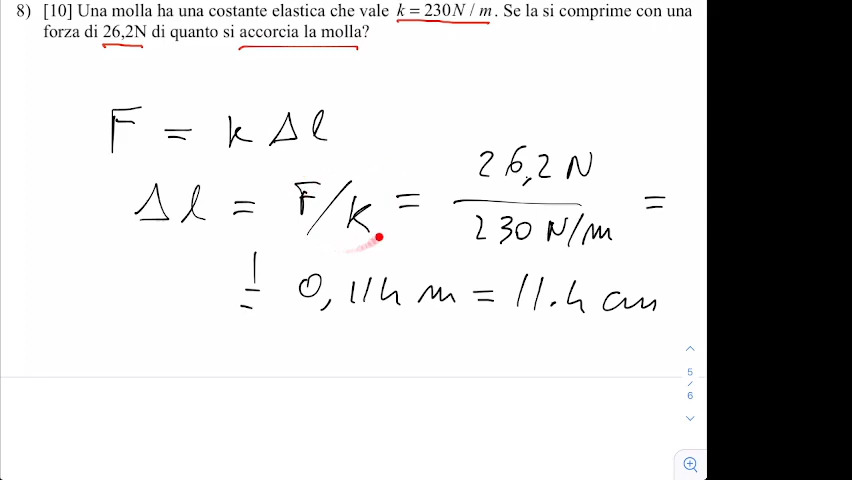 8) [10] Una molla ha una costante elastica che vale k = 230 N / m. Se la si comprime con una
forza di 26,2N di quanto si accorcia la molla?
F = k Δl
Δl = F/k = 26,2 N / 230 N/m =
= 0,114 m = 11.4 cm
5
/
6